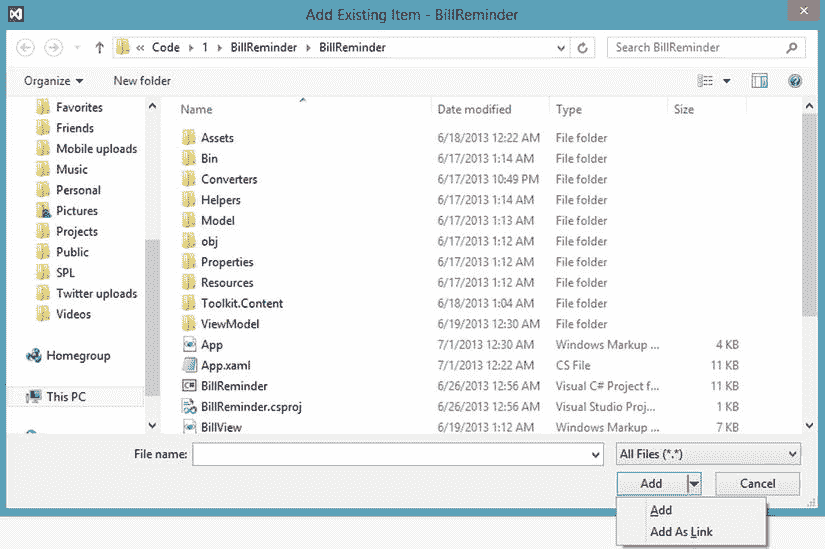 Add Existing Item - BillReminder
« Code 1 BillReminder BillReminder
Search BillReminder
Organize New folder
Favorites
Friends
Mobile uploads
Music
Personal
Pictures
Projects
Public
SPL
Twitter uploads
Videos
Homegroup
This PC
Name Date modified Type Size
Assets 6/18/2013 12:22 AM File folder
Bin 6/17/2013 1:14 AM File folder
Converters 6/17/2013 10:49 PM File folder
Helpers 6/17/2013 1:14 AM File folder
Model 6/17/2013 1:13 AM File folder
obj 6/17/2013 1:12 AM File folder
Properties 6/17/2013 1:12 AM File folder
Resources 6/17/2013 1:12 AM File folder
Toolkit.Content 6/18/2013 1:04 AM File folder
ViewModel 6/19/2013 12:30 AM File folder
App 7/1/2013 12:30 AM Windows Markup ... 4 KB
App.xaml 7/1/2013 12:22 AM CS File 11 KB
BillReminder 6/26/2013 12:56 AM Visual C# Project f... 11 KB
BillReminder.csproj 6/26/2013 12:56 AM Visual Studio Proj... 1 KB
BillView 6/19/2013 1:12 AM Windows Markup ... 7 KB
File name:
All Files (*.*)
Add Cancel
Add
Add As Link